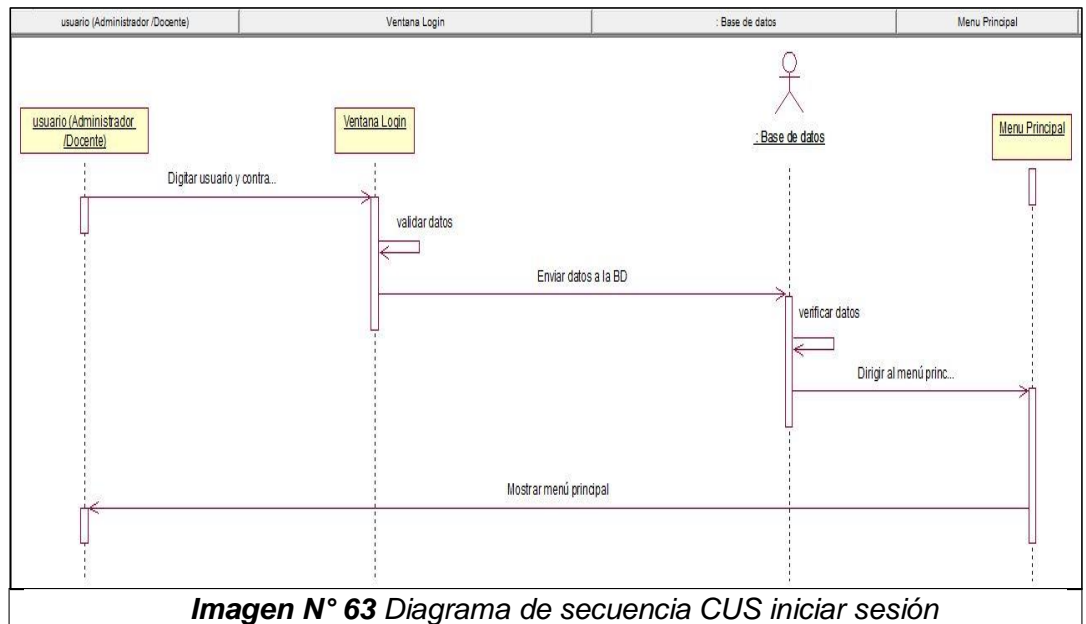 usuario (Administrador /Docente)
Ventana Login
: Base de datos
Menu Principal
usuario (Administrador
/Docente)
Ventana Login
: Base de datos
Menu Principal
Digitar usuario y contra...
validar datos
Enviar datos a la BD
verificar datos
Dirigir al menú princ...
Mostrar menú principal
Imagen N° 63 Diagrama de secuencia CUS iniciar sesión